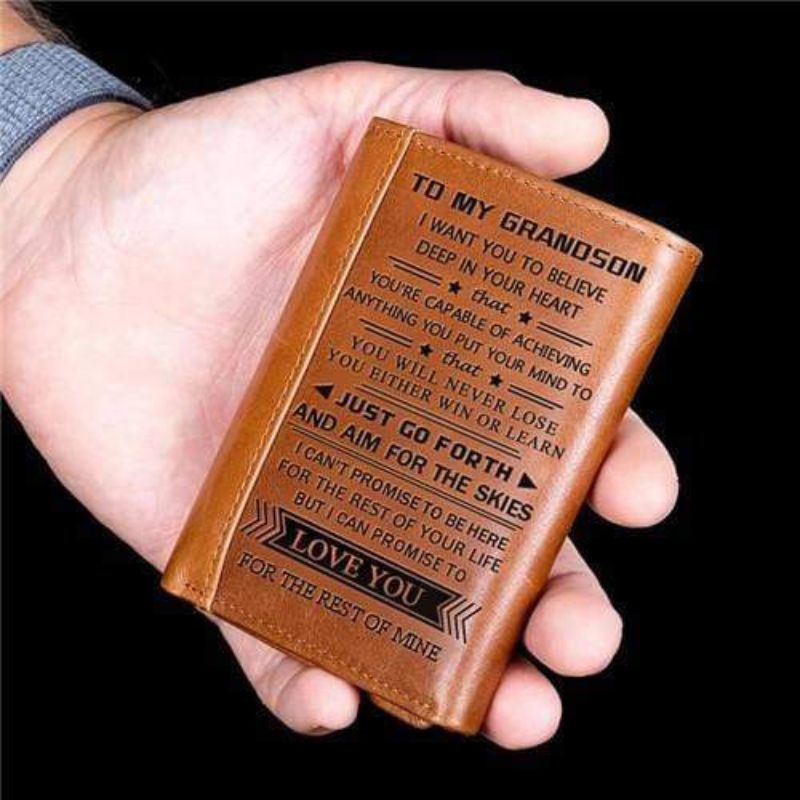 TO MY GRANDSON
I WANT YOU TO BELIEVE
DEEP IN YOUR HEART
that
YOU'RE CAPABLE OF ACHIEVING
ANYTHING YOU PUT YOUR MIND TO
that
YOU WILL NEVER LOSE
YOU EITHER WIN OR LEARN
JUST GO FORTH
AND AIM FOR THE SKIES
I CAN'T PROMISE TO BE HERE
FOR THE REST OF YOUR LIFE
BUT I CAN PROMISE TO
LOVE YOU
FOR THE REST OF MINE